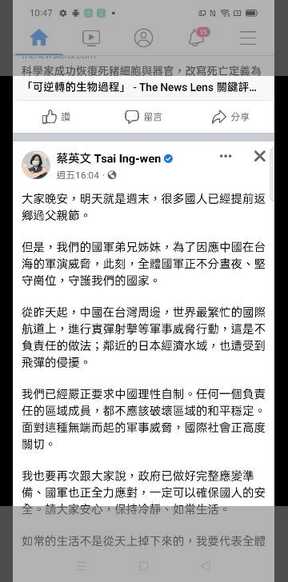 10:47
15
科學家成功恢復死豬細胞與器官，改寫死亡定義為
「可逆轉的生物過程」 - The News Lens 關鍵評...
讚
留言
分享
蔡英文 Tsai Ing-wen
週五16:04
大家晚安，明天就是週末，很多國人已經提前返
鄉過父親節。
但是，我們的國軍弟兄姊妹，為了因應中國在台
海的軍演威脅，此刻，全體國軍正不分晝夜、堅
守崗位，守護我們的國家。
從昨天起，中國在台灣周邊，世界最繁忙的國際
航道上，進行實彈射擊等軍事威脅行動，這是不
負責任的做法；鄰近的日本經濟水域，也遭受到
飛彈的侵擾。
我們已經嚴正要求中國理性自制。任何一個負責
任的區域成員，都不應該破壞區域的和平穩定。
面對這種無端而起的軍事威脅，國際社會正高度
關切。
我也要再次跟大家說，政府已做好完整應變準
備、國軍也正全力應對，一定可以確保國人的安
全。請大家安心，保持冷靜、如常生活。
如常的生活不是從天上掉下來的，我要代表全體